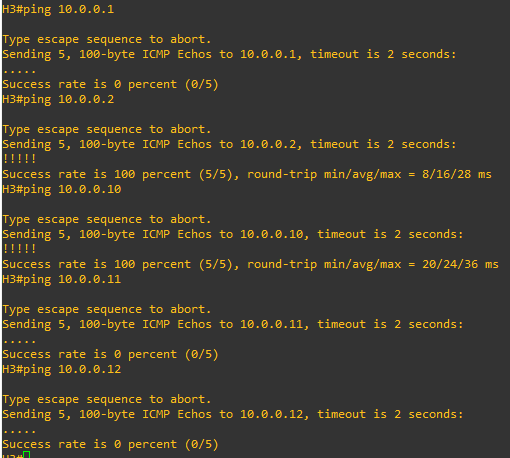 H3#ping 10.0.0.1
Type escape sequence to abort.
Sending 5, 100-byte ICMP Echos to 10.0.0.1, timeout is 2 seconds:
.....
Success rate is 0 percent (0/5)
H3#ping 10.0.0.2
Type escape sequence to abort.
Sending 5, 100-byte ICMP Echos to 10.0.0.2, timeout is 2 seconds:
!!!!!
Success rate is 100 percent (5/5), round-trip min/avg/max = 8/16/28 ms
H3#ping 10.0.0.10
Type escape sequence to abort.
Sending 5, 100-byte ICMP Echos to 10.0.0.10, timeout is 2 seconds:
!!!!!
Success rate is 100 percent (5/5), round-trip min/avg/max = 20/24/36 ms
H3#ping 10.0.0.11
Type escape sequence to abort.
Sending 5, 100-byte ICMP Echos to 10.0.0.11, timeout is 2 seconds:
.....
Success rate is 0 percent (0/5)
H3#ping 10.0.0.12
Type escape sequence to abort.
Sending 5, 100-byte ICMP Echos to 10.0.0.12, timeout is 2 seconds:
.....
Success rate is 0 percent (0/5)
H3#